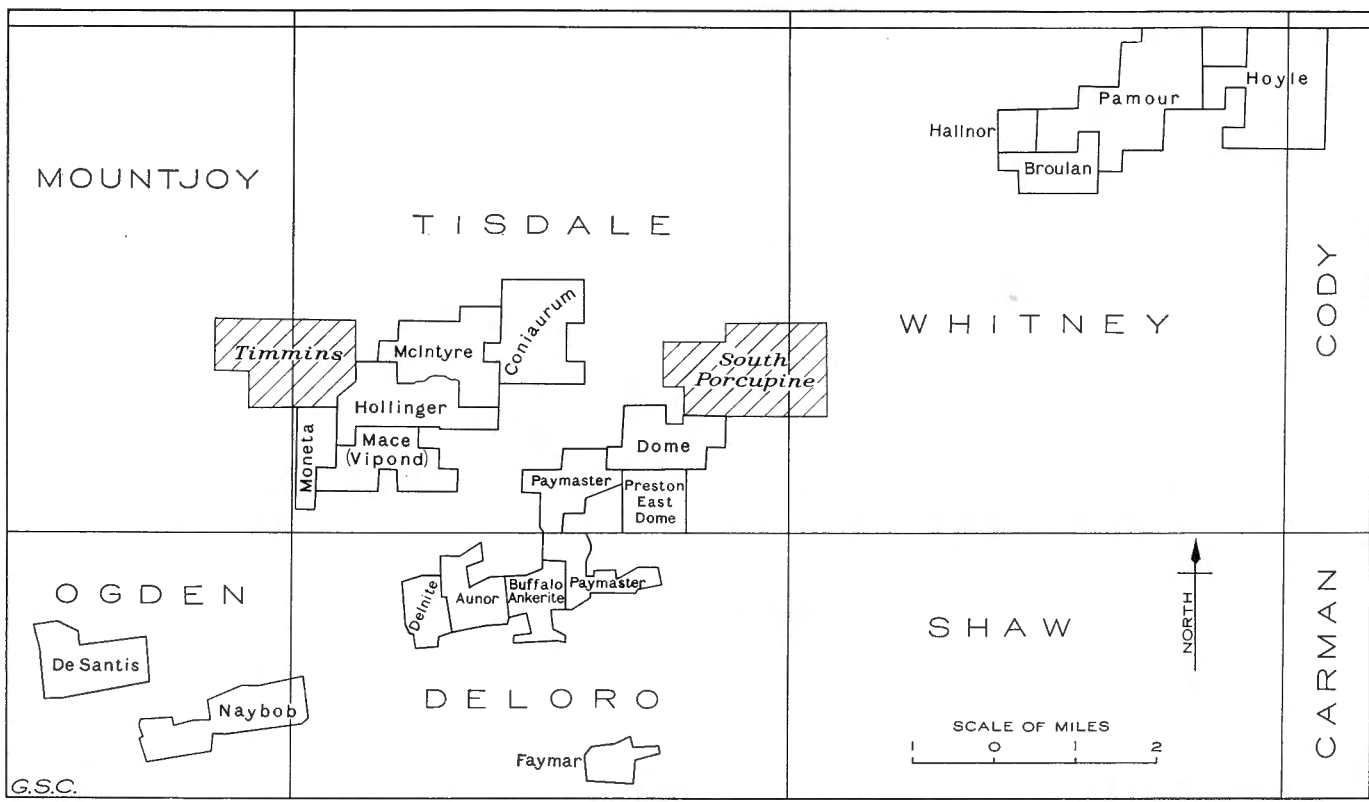 MOUNTJOY
TISDALE
WHITNEY
CODY
Hallnor
Pamour
Hoyle
Broulan
Timmins
McIntyre
Coniaurum
South
Porcupine
Hollinger
Moneta
Mace
(Vipond)
Dome
Paymaster
Preston
East
Dome
OGDEN
DELORO
SHAW
CARMAN
Delnite
Aunor
Buffalo
Ankerite
Paymaster
De Santis
Naybob
Faymar
NORTH
SCALE OF MILES
1 0 1 2
G.S.C.